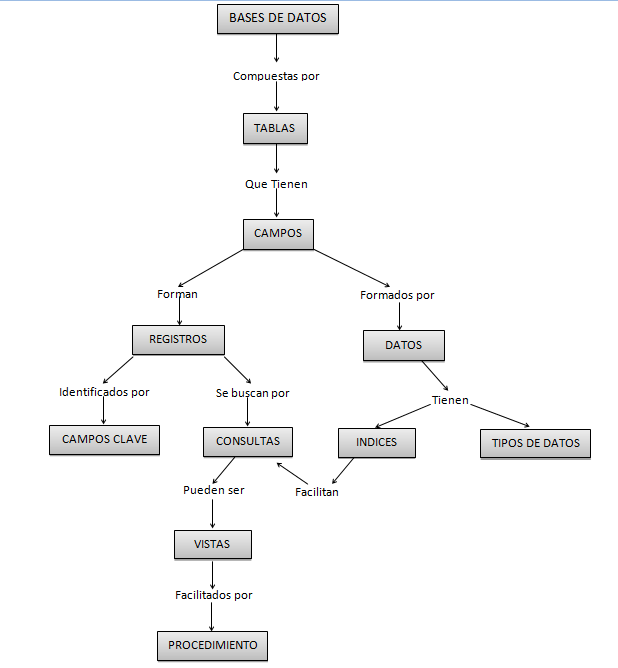 BASES DE DATOS
Compuestas por
TABLAS
Que Tienen
CAMPOS
Forman
Formados por
REGISTROS
DATOS
Identificados por
Se buscan por
Tienen
CAMPOS CLAVE
CONSULTAS
INDICES
TIPOS DE DATOS
Pueden ser
Facilitan
VISTAS
Facilitados por
PROCEDIMIENTO